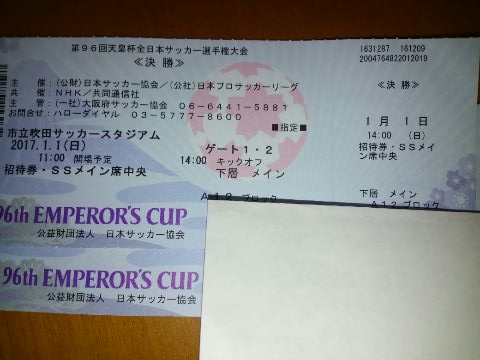 第96回天皇杯全日本サッカー選手権大会
≪決 勝≫
主 催：(公財)日本サッカー協会／(公社)日本プロサッカーリーグ
共 催：NHK／共同通信社
主 管：(一社)大阪府サッカー協会 06-6441-5881
お問合せ：ハローダイヤル 03-5777-8600
■指定■
市立吹田サッカースタジアム
2017.1.1(日)
ゲート1・2
11:00 開場予定
14:00 キックオフ
招待券・SSメイン席中央
下層 メイン
A12 ブロック
1631287 161209
2004764822012019
≪決 勝≫
1月 1日
14:00 (日)
招待券・SSメイ
ン席中央
下層 メイン
A12 ブロック
96th EMPEROR'S CUP
公益財団法人 日本サッカー協会
96th EMPEROR'S CUP
公益財団法人 日本サッカー協会